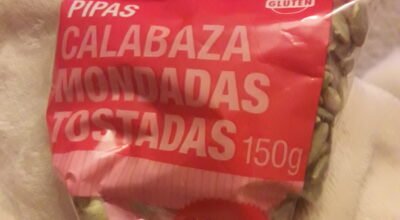 GLUTEN
PIPAS
CALABAZA
MONDADAS
TOSTADAS 150g